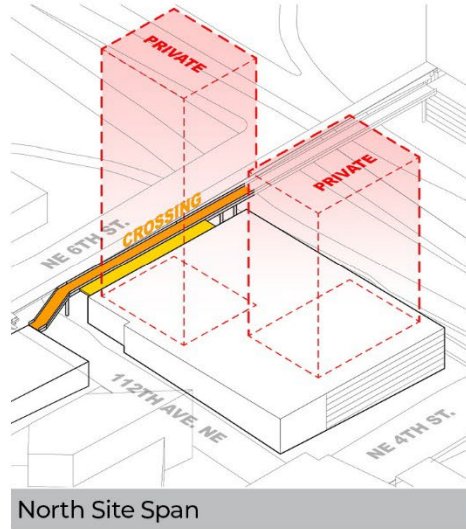 PRIVATE
PRIVATE
CROSSING
NE 6TH ST.
112TH AVE. NE
NE 4TH ST.
North Site Span